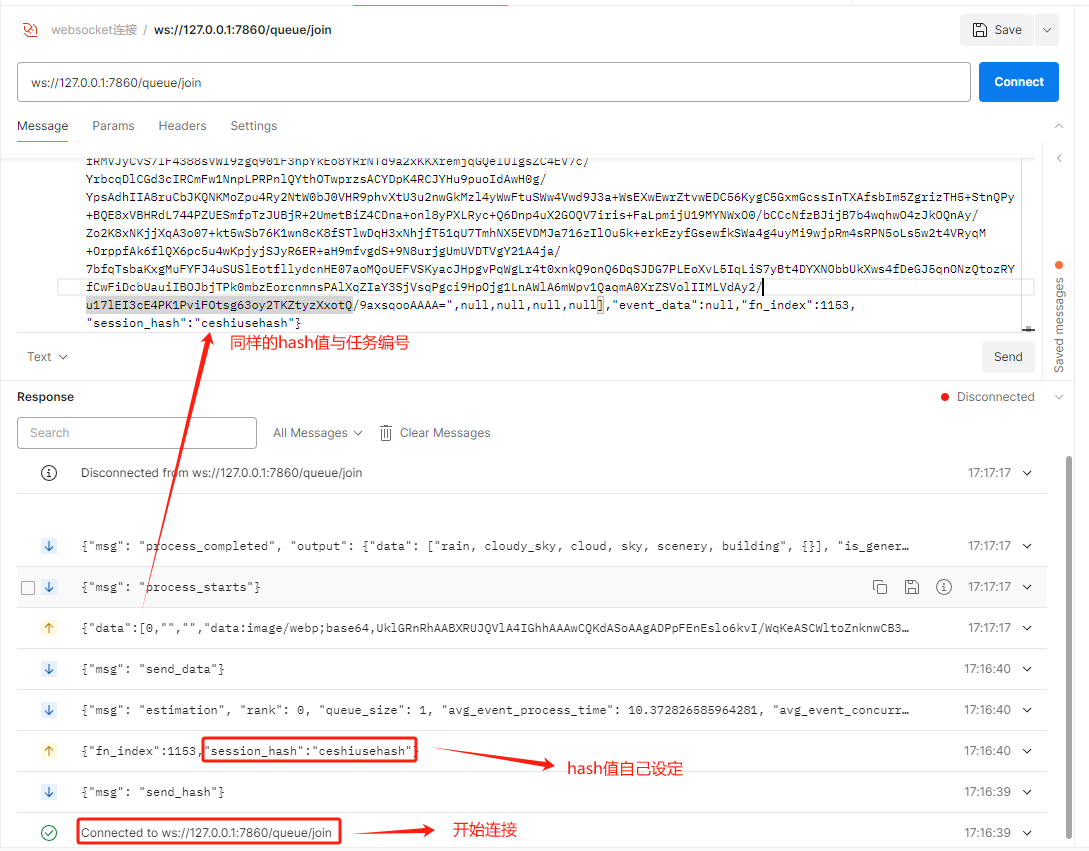 websocket连接 / ws://127.0.0.1:7860/queue/join
Save
ws://127.0.0.1:7860/queue/join
Connect
Message Params Headers Settings
YrbcqDlCGd3cIRCmFw1NnpLPRPnlQYthOTwprzsACYDpK4RCJYHu9puoIdAwH0g/
YpsAdhIIA8ruCbJKQNKMoZpu4Ry2NtW0bJ0VHR9phvXtU3u2nwGkMzl4yWwFtuSWw4Vwd9J3a+WsEXwEwrZtvwEDC56KygC5GxmGcssInTXAfsbIm5ZgrizTH5+StnQPy
+BQE8xVBHRdL744PZUESmfpTzJUBjR+2UmetBiZ4CDna+onl8yPXLRyc+Q6Dnp4uX2GOQV7iris+FaLpmijU19MYNWxO0/bCCcNfzBJijB7b4wqhwO4zJkOQnAy/
Zo2K8xNKjjXqA3o07+kt5wSb76K1wn8cK8fSTlwDqH3xNhjfT51qU7TmhNX5EVDMJa716zIlOu5k+erkEzyfGsewfkSWa4g4uyMi9wjpRm4sRPN5oLs5w2t4VRyqM
+OrppfAk6flQX6pc5u4wKpjyjSJyR6ER+aH9mfvgdS+9N8urjgUmUVDTVgY21A4ja/
7bfqTsbaKxgMuFYFJ4uSUSlEotfllydcnHE07aoMQoUEFVSKyacJHpgvPqWgLr4t0xnkQ9onQ6DqSJDG7PLEoXvL5IqLiS7yBt4DYXNObbUkXws4fDeGJ5qnONzQtozRY
fCwFiDcbUauiIBOJbjTPk0mbzEorcnmnsPAlXqZIaY3SjVsqPgci9HpOjg1LnAWlA6mWpv1QaqmA0XrZSVolIIMLVdAy2/
u17lEI3cE4PK1PviFOtsg63oy2TKZtyzXxotQ/9axsqooAAAA=",null,null,null,null],"event_data":null,"fn_index":1153,
"session_hash":"ceshiusehash"}
同样的hash值与任务编号
Text
Send
Saved messages
Response
Disconnected
Search
All Messages
Clear Messages
Disconnected from ws://127.0.0.1:7860/queue/join 17:17:17
{"msg": "process_completed", "output": {"data": ["rain, cloudy_sky, cloud, sky, scenery, building", {}], "is_gener… 17:17:17
{"msg": "process_starts"} 17:17:17
{"data":[0,"","","data:image/webp;base64,UklGRnRhAABXRUJQVlA4IGhhAAAwCQKdASoAAgADPpFEnEslo6kvI/WqKeASCWltoZnknwCB3… 17:17:17
{"msg": "send_data"} 17:16:40
{"msg": "estimation", "rank": 0, "queue_size": 1, "avg_event_process_time": 10.372826585964281, "avg_event_concurr… 17:16:40
{"fn_index":1153,"session_hash":"ceshiusehash"} 17:16:40
hash值自己设定
{"msg": "send_hash"} 17:16:39
Connected to ws://127.0.0.1:7860/queue/join 17:16:39
开始连接